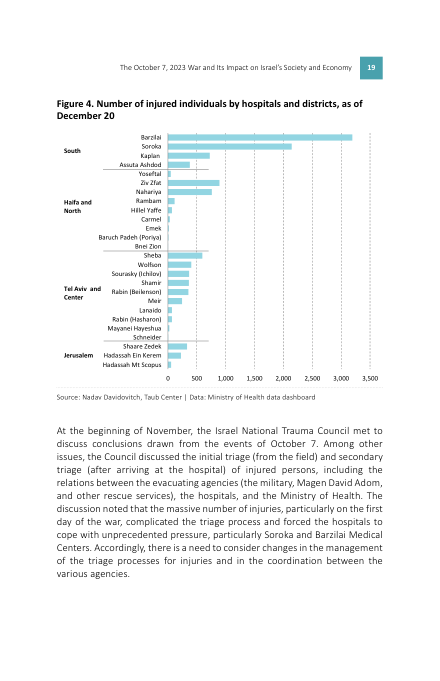 The October 7, 2023 War and Its Impact on Israel's Society and Economy 19
Figure 4. Number of injured individuals by hospitals and districts, as of
December 20
South
Barzilai
Soroka
Kaplan
Assuta Ashdod
Haifa and
North
Yoseftal
Ziv Zfat
Nahariya
Rambam
Hillel Yaffe
Carmel
Emek
Baruch Padeh (Poriya)
Bnei Zion
Tel Aviv and
Center
Sheba
Wolfson
Sourasky (Ichilov)
Shamir
Rabin (Beilenson)
Meir
Lanaido
Rabin (Hasharon)
Mayanei Hayeshua
Schneider
Jerusalem
Shaare Zedek
Hadassah Ein Kerem
Hadassah Mt Scopus
0 500 1,000 1,500 2,000 2,500 3,000 3,500
Source: Nadav Davidovitch, Taub Center | Data: Ministry of Health data dashboard
At the beginning of November, the Israel National Trauma Council met to
discuss conclusions drawn from the events of October 7. Among other
issues, the Council discussed the initial triage (from the field) and secondary
triage (after arriving at the hospital) of injured persons, including the
relations between the evacuating agencies (the military, Magen David Adom,
and other rescue services), the hospitals, and the Ministry of Health. The
discussion noted that the massive number of injuries, particularly on the first
day of the war, complicated the triage process and forced the hospitals to
cope with unprecedented pressure, particularly Soroka and Barzilai Medical
Centers. Accordingly, there is a need to consider changes in the management
of the triage processes for injuries and in the coordination between the
various agencies.